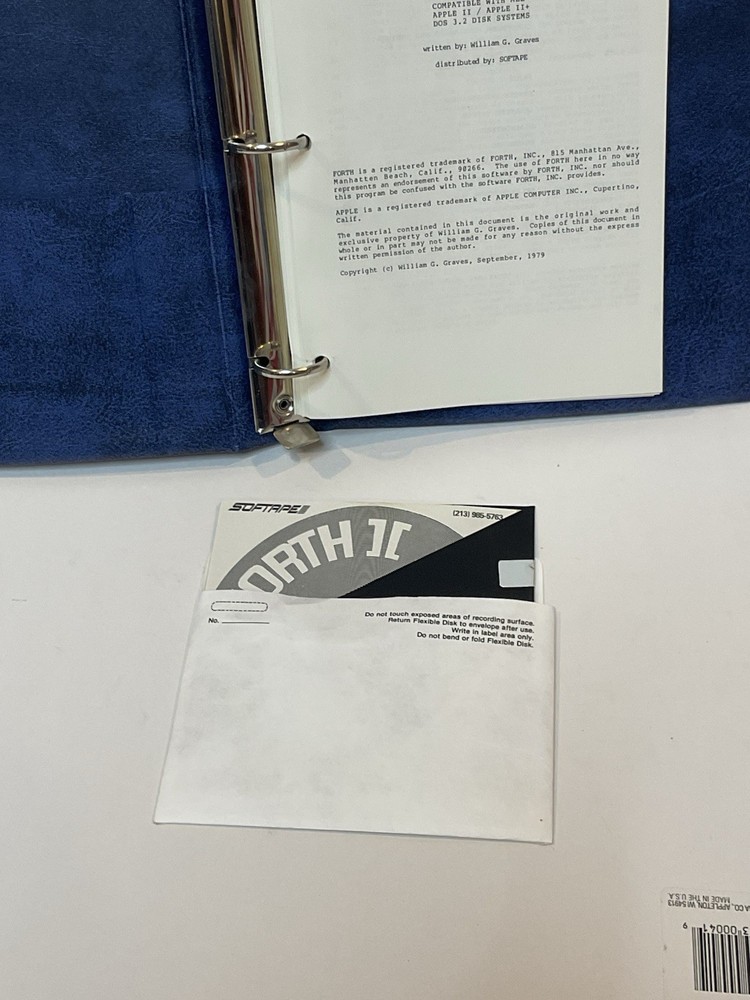 COMPATIBLE WITH
APPLE II / APPLE II+
DOS 3.2 DISK SYSTEMS
written by: William G. Graves
distributed by: SOFTAPE
FORTH is a registered trademark of FORTH, INC., 815 Manhattan Ave.,
Manhatten Beach, Calif., 90266. The use of FORTH here in no way
represents an endorsement of this software by FORTH, INC. nor should
this program be confused with the software FORTH, INC. provides.
APPLE is a registered trademark of APPLE COMPUTER INC., Cupertino,
Calif.
The material contained in this document is the original work and
exclusive property of William G. Graves. Copies of this document in
whole or in part may not be made for any reason without the express
written permission of the author.
Copyright (c) William G. Graves, September, 1979
SOFTAPE
(213) 985-5763
ORTH ][
No.
Do not touch exposed areas of recording surface.
Return Flexible Disk to envelope after use.
Write in label area only.
Do not bend or fold Flexible Disk.
A CO., APPLETON, WI 54913
MADE IN THE U.S.A.
3 00041 9